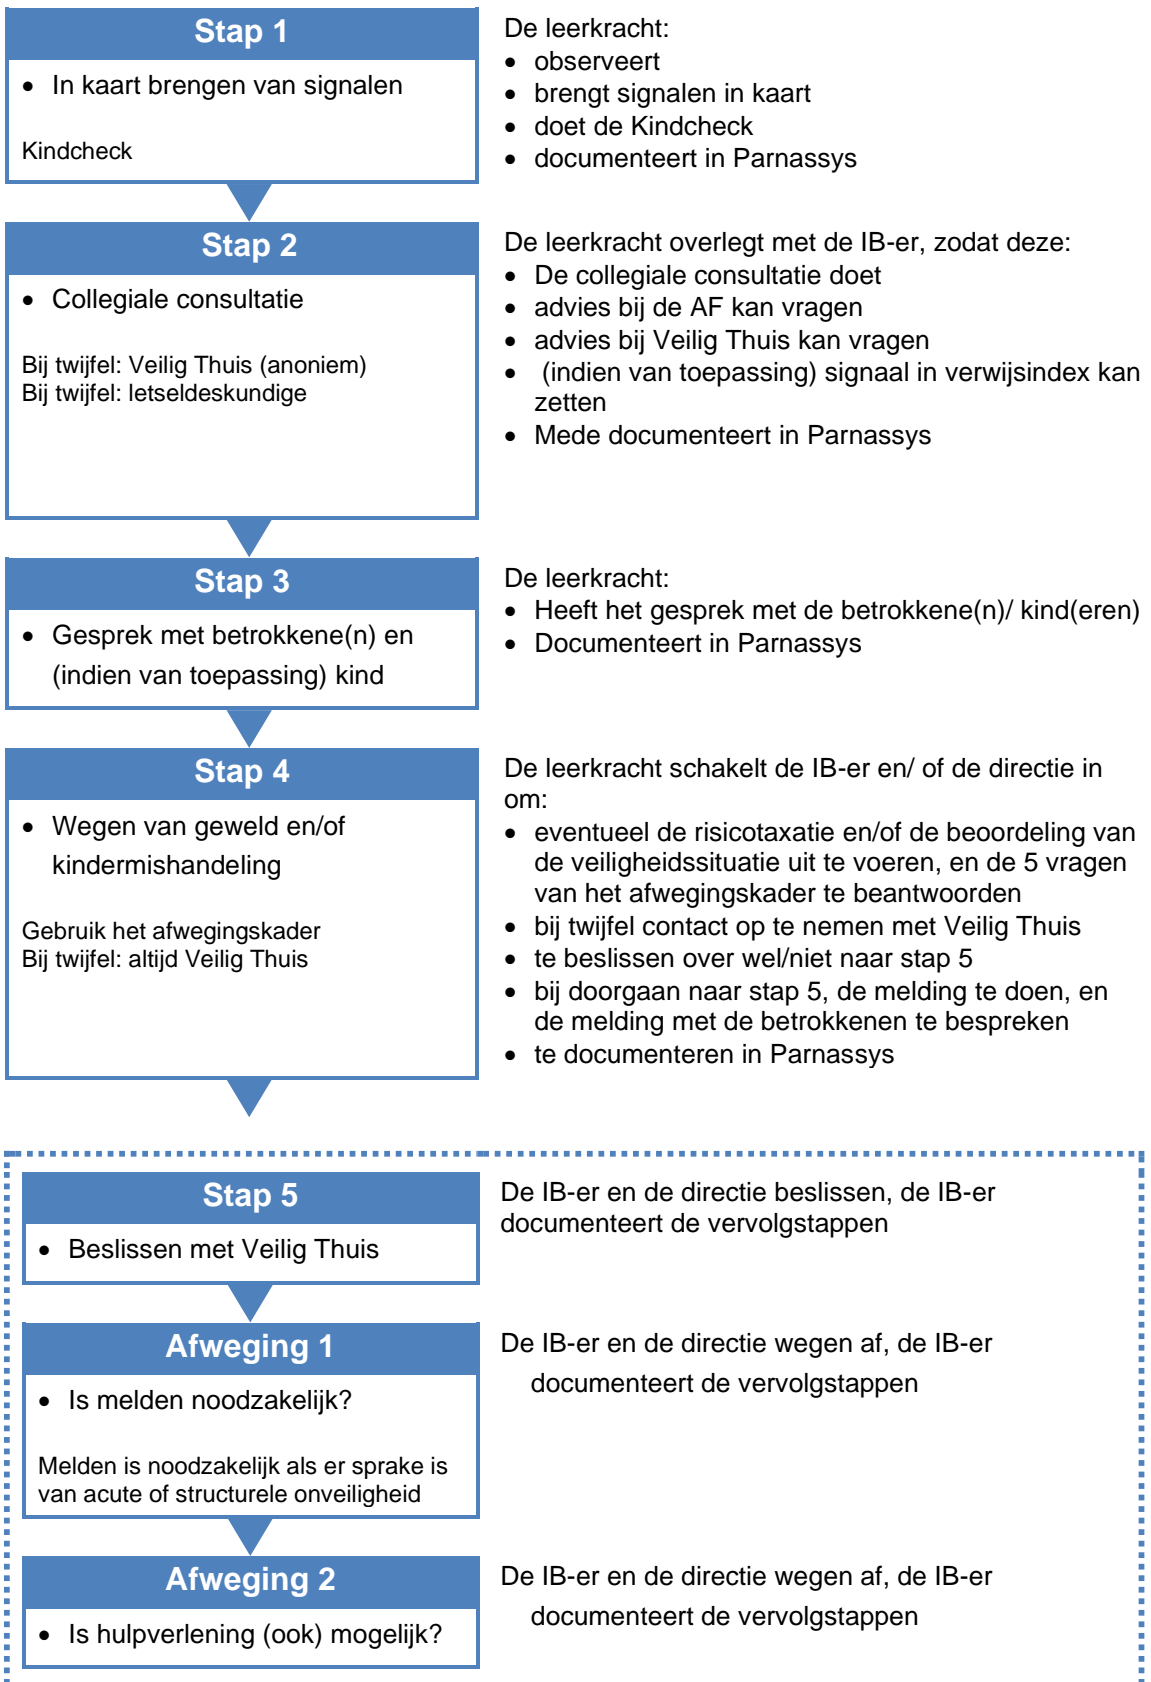 Stap 1
• In kaart brengen van signalen
Kindcheck
De leerkracht:
• observeert
• brengt signalen in kaart
• doet de Kindcheck
• documenteert in Parnassys
Stap 2
• Collegiale consultatie
Bij twijfel: Veilig Thuis (anoniem)
Bij twijfel: letseldeskundige
De leerkracht overlegt met de IB-er, zodat deze:
• De collegiale consultatie doet
• advies bij de AF kan vragen
• advies bij Veilig Thuis kan vragen
• (indien van toepassing) signaal in verwijsindex kan
zetten
• Mede documenteert in Parnassys
Stap 3
• Gesprek met betrokkene(n) en
(indien van toepassing) kind
De leerkracht:
• Heeft het gesprek met de betrokkene(n)/ kind(eren)
• Documenteert in Parnassys
Stap 4
• Wegen van geweld en/of
kindermishandeling
Gebruik het afwegingskader
Bij twijfel: altijd Veilig Thuis
De leerkracht schakelt de IB-er en/ of de directie in
om:
• eventueel de risicotaxatie en/of de beoordeling van
de veiligheidssituatie uit te voeren, en de 5 vragen
van het afwegingskader te beantwoorden
• bij twijfel contact op te nemen met Veilig Thuis
• te beslissen over wel/niet naar stap 5
• bij doorgaan naar stap 5, de melding te doen, en
de melding met de betrokkenen te bespreken
• te documenteren in Parnassys
Stap 5
• Beslissen met Veilig Thuis
De IB-er en de directie beslissen, de IB-er
documenteert de vervolgstappen
Afweging 1
• Is melden noodzakelijk?
Melden is noodzakelijk als er sprake is
van acute of structurele onveiligheid
De IB-er en de directie wegen af, de IB-er
documenteert de vervolgstappen
Afweging 2
• Is hulpverlening (ook) mogelijk?
De IB-er en de directie wegen af, de IB-er
documenteert de vervolgstappen